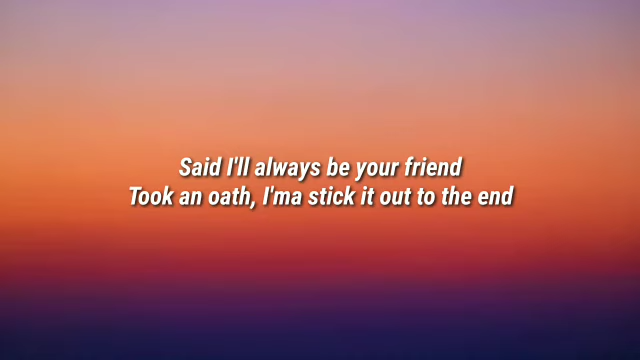 Said I'll always be your friend
Took an oath, I'ma stick it out to the end